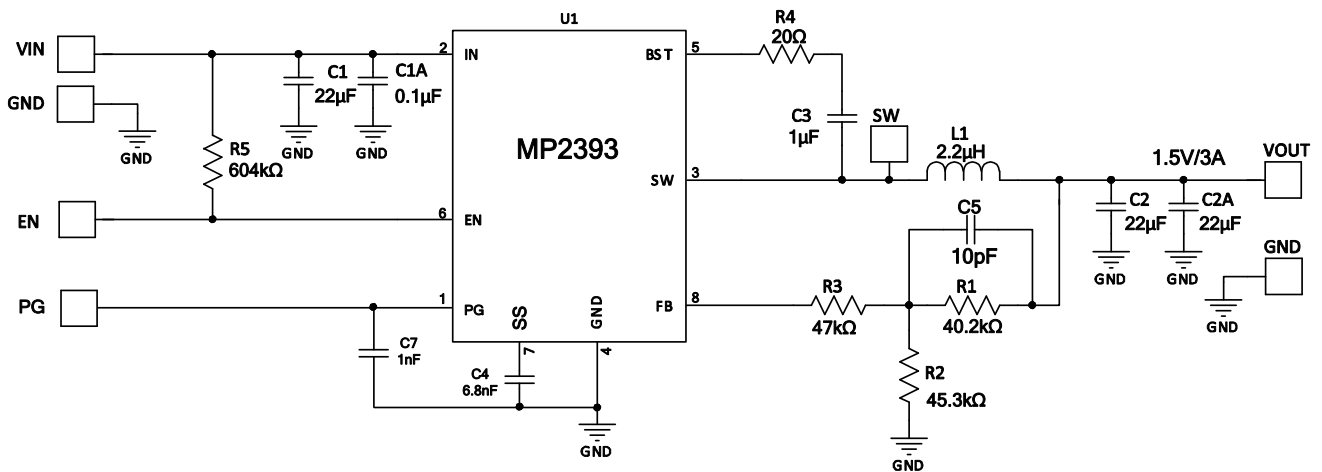 U1
VIN
GND
GND
R5
604kΩ
C1
22µF
GND
C1A
0.1µF
GND
EN
PG
C7
1nF
2
IN
6
EN
1
PG
MP2393
SS
7
GND
4
C4
6.8nF
GND
BST
5
SW
3
FB
8
R4
20Ω
C3
1µF
SW
L1
2.2µH
1.5V/3A
VOUT
C2
22µF
GND
C2A
22µF
GND
GND
GND
C5
10pF
R3
47kΩ
R1
40.2kΩ
R2
45.3kΩ
GND